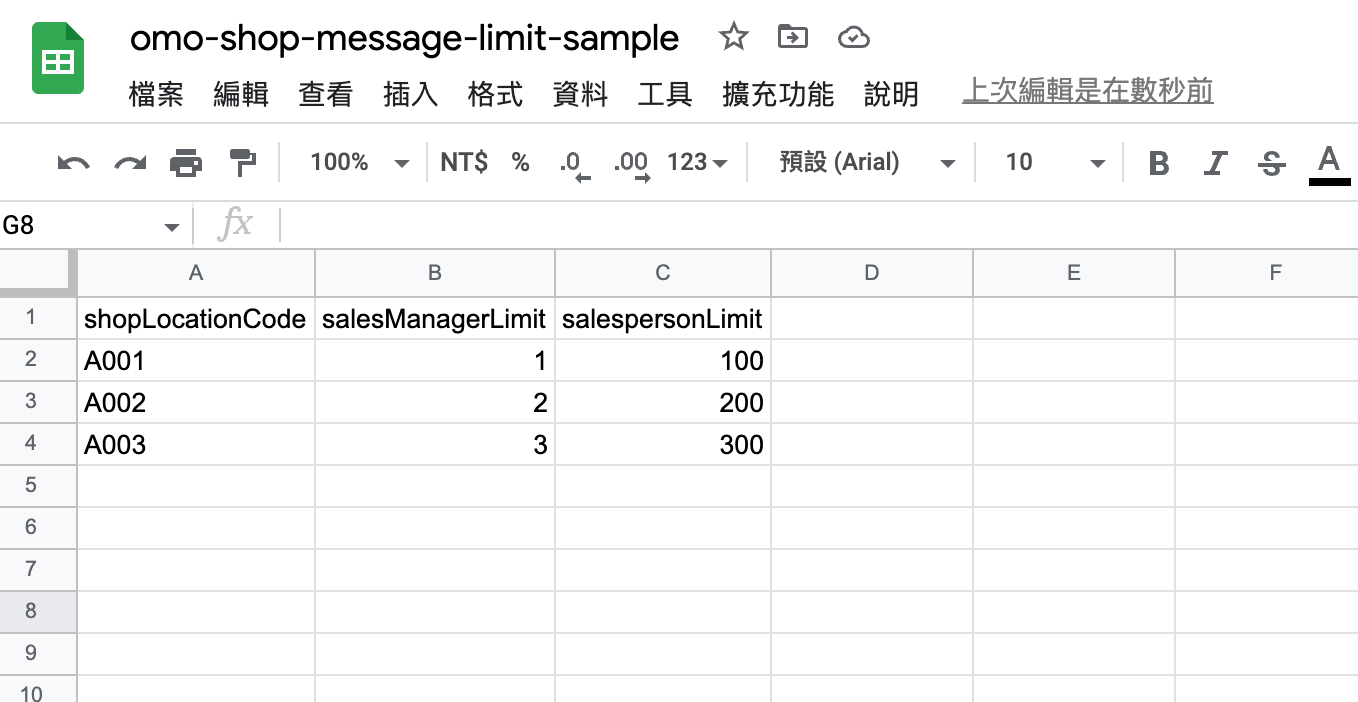 omo-shop-message-limit-sample
檔案 編輯 查看 插入 格式 資料 工具 擴充功能 說明 上次編輯是在數秒前
100% NT$ % .0 .00 123 預設 (Arial) 10 B I S A
G8 fx
A B C D E F
1 shopLocationCode salesManagerLimit salespersonLimit
2 A001 1 100
3 A002 2 200
4 A003 3 300
5
6
7
8
9
10